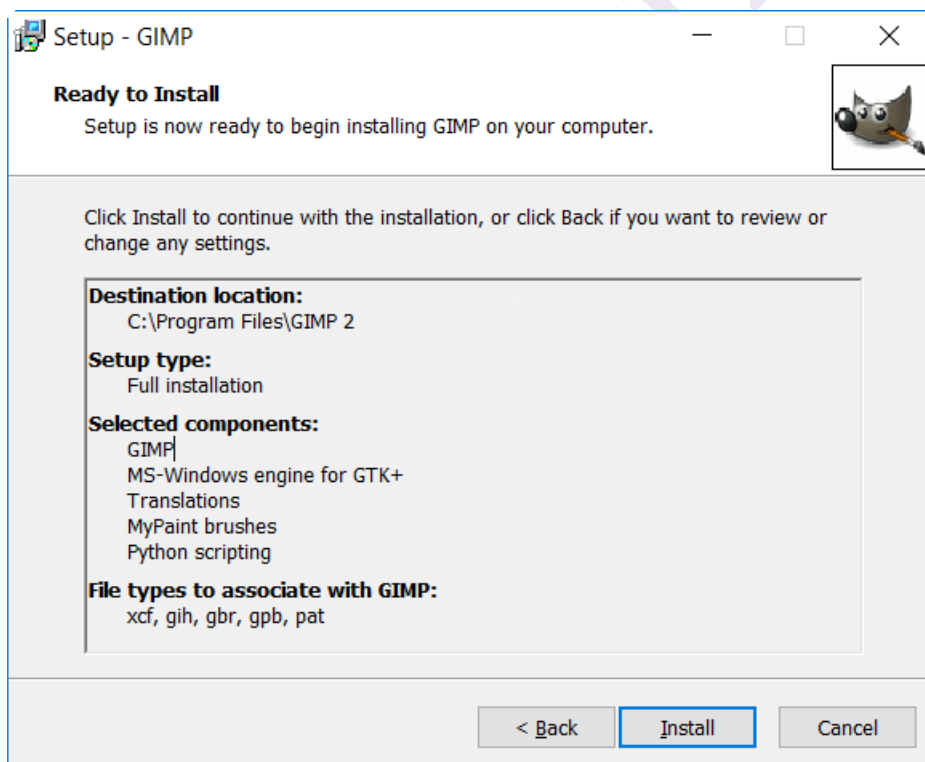 Setup - GIMP
Ready to Install
Setup is now ready to begin installing GIMP on your computer.
Click Install to continue with the installation, or click Back if you want to review or
change any settings.
Destination location:
C:\Program Files\GIMP 2
Setup type:
Full installation
Selected components:
GIMP
MS-Windows engine for GTK+
Translations
MyPaint brushes
Python scripting
File types to associate with GIMP:
xcf, gih, gbr, gpb, pat
< Back Install Cancel